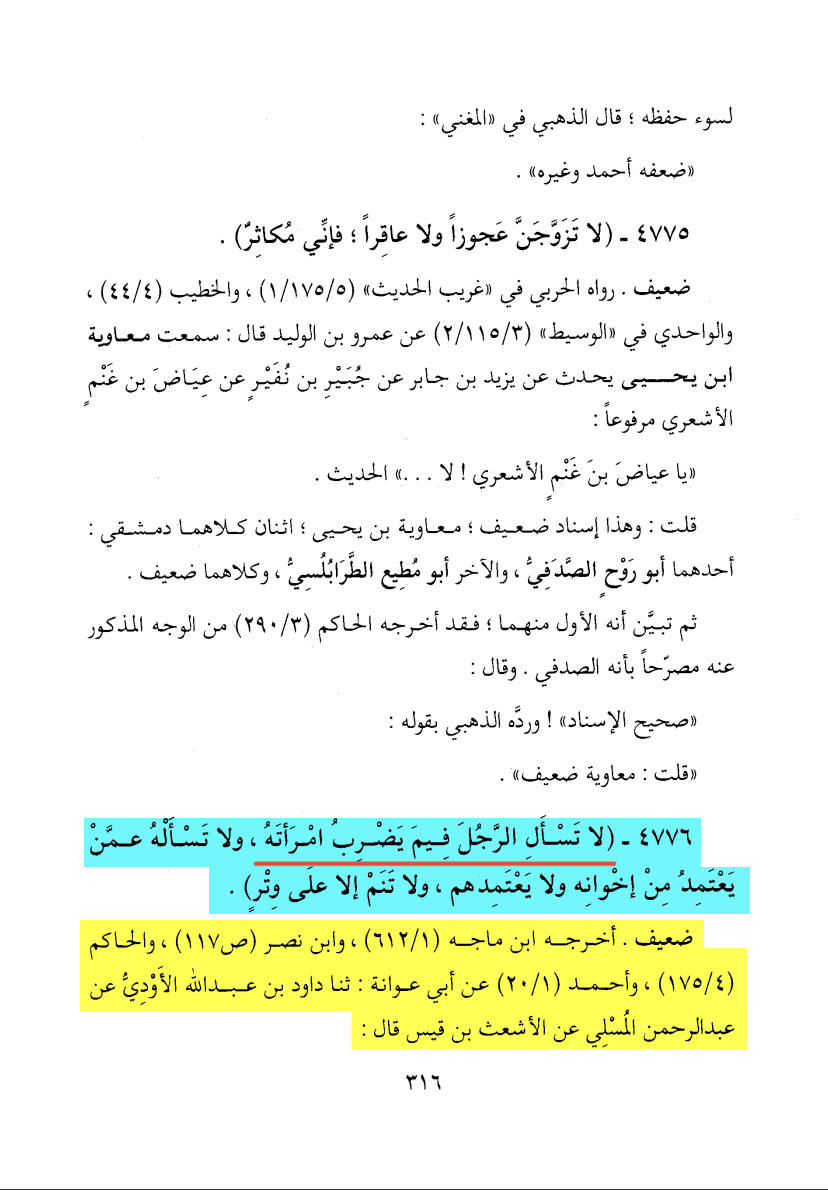 لسوء حفظه ؛ قال الذهبي في «المغني» :
«ضعفه أحمد وغيره» .
٤٧٧٥ ـ (لا تَزَوَّجَنَّ عَجوزاً ولا عاقِراً ؛ فإنِّي مُكاثِرٌ) .
ضعيف . رواه الحربي في «غريب الحديث» (١/١٧٥/٥) ، والخطيب (٤٤/٤) ،
والواحدي في «الوسيط» (٢/١١٥/٣) عن عمرو بن الوليد قال : سمعت معاوية
ابن يحيى يحدث عن يزيد بن جابر عن جُبَيْرِ بن نُفَيْرٍ عن عِيَاضَ بن غَنْمٍ
الأشعري مرفوعاً :
«يا عياضَ بنَ غَنْمٍ الأشعري ! لا . . .» الحديث .
قلت : وهذا إسناد ضعيف ؛ معاوية بن يحيى ؛ اثنان كلاهما دمشقي :
أحدهما أبو رَوْحٍ الصَّدَفِيُّ ، والآخر أبو مُطِيع الطَّرَابُلُسِيُّ ، وكلاهما ضعيف .
ثم تبيَّن أنه الأول منهما ؛ فقد أخرجه الحاكم (٢٩٠/٣) من الوجه المذكور
عنه مصرّحاً بأنه الصدفي . وقال :
«صحيح الإسناد» ! وردَّه الذهبي بقوله :
«قلت : معاوية ضعيف» .
٤٧٧٦ ـ (لا تَسْأَلِ الرَّجُلَ فِيمَ يَضْرِبُ امْرَأتَهُ ، ولا تَسْأَلْهُ عمَّنْ
يَعْتَمِدُ مِنْ إخْوانِه ولا يَعْتَمِدهم ، ولا تَنَمْ إلا علَى وِتْرٍ) .
ضعيف . أخرجه ابن ماجه (٦١٢/١) ، وابن نصر (ص١١٧) ، والحاكم
(١٧٥/٤) ، وأحمد (٢٠/١) عن أبي عوانة : ثنا داود بن عبدالله الأَوْدِيُّ عن
عبدالرحمن المُسْلِي عن الأشعث بن قيس قال :
٣١٦